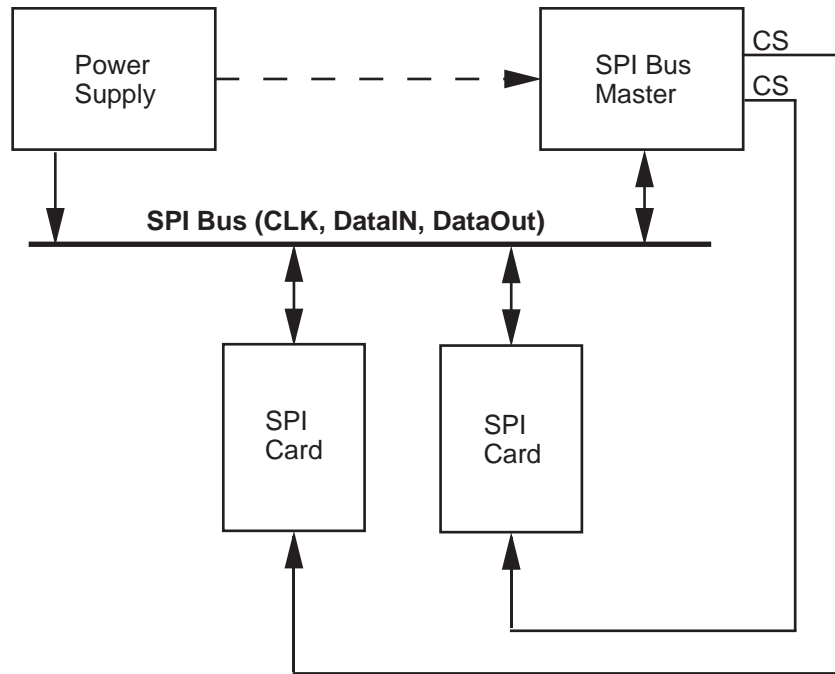 Power
Supply
SPI Bus
Master
CS
CS
SPI Bus (CLK, DataIN, DataOut)
SPI
Card
SPI
Card